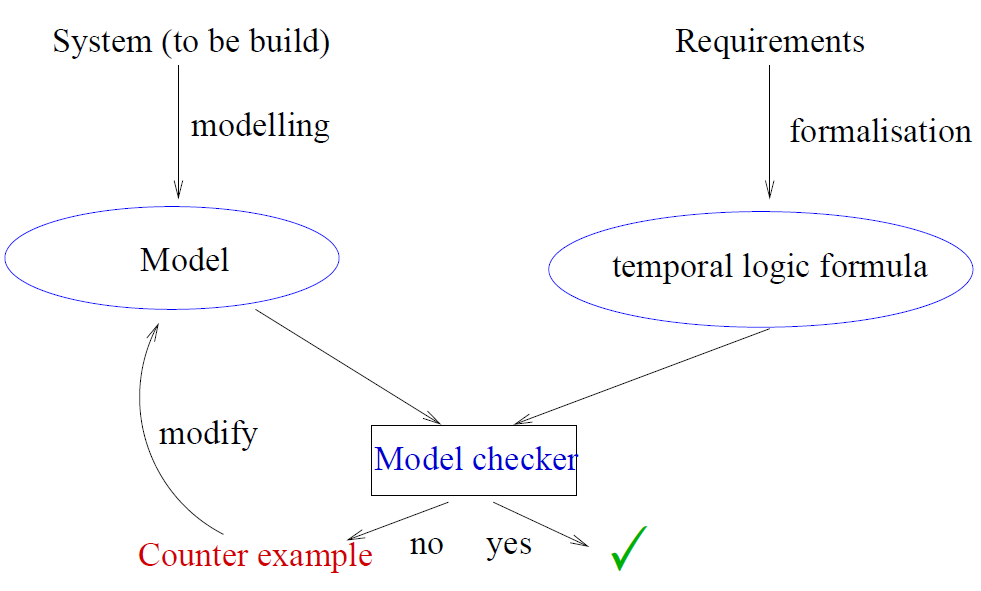 System (to be build)
Requirements
modelling
formalisation
Model
temporal logic formula
modify
Model checker
no
yes
Counter example